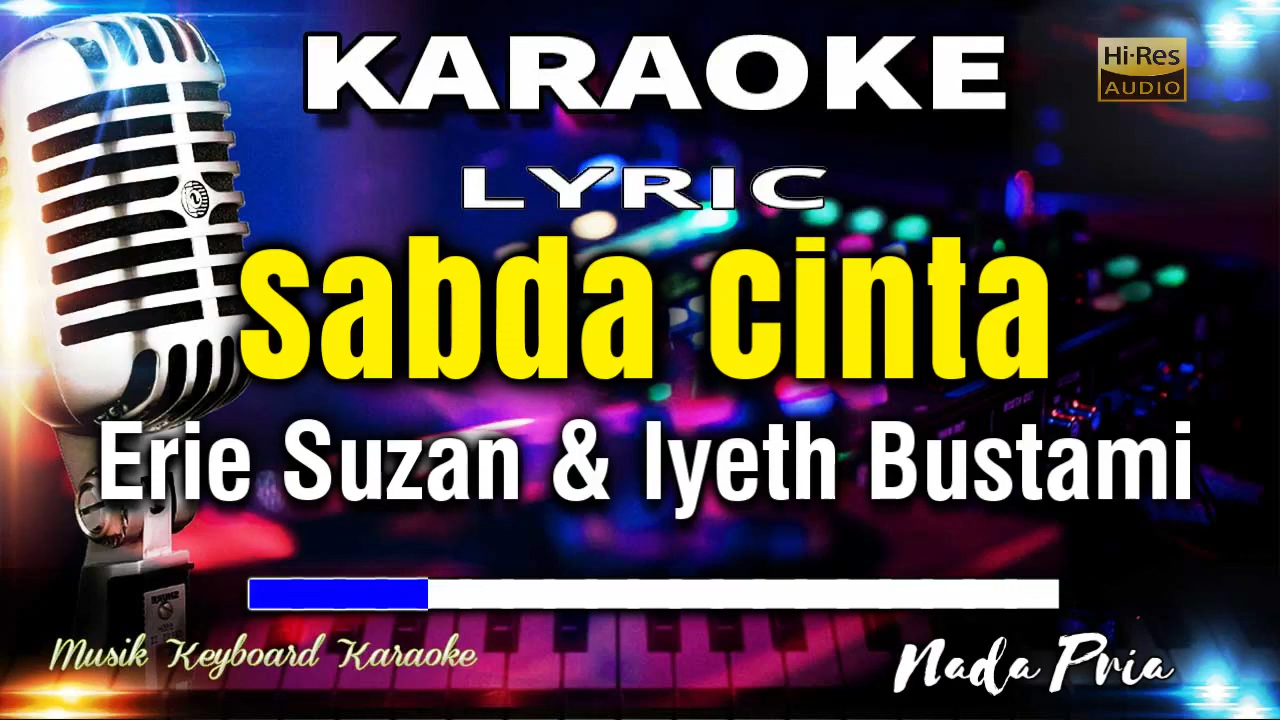 KARAOKE
Hi-Res
AUDIO
LYRIC
Sabda Cinta
Erie Suzan & Iyeth Bustami
Musik Keyboard Karaoke
Nada Pria